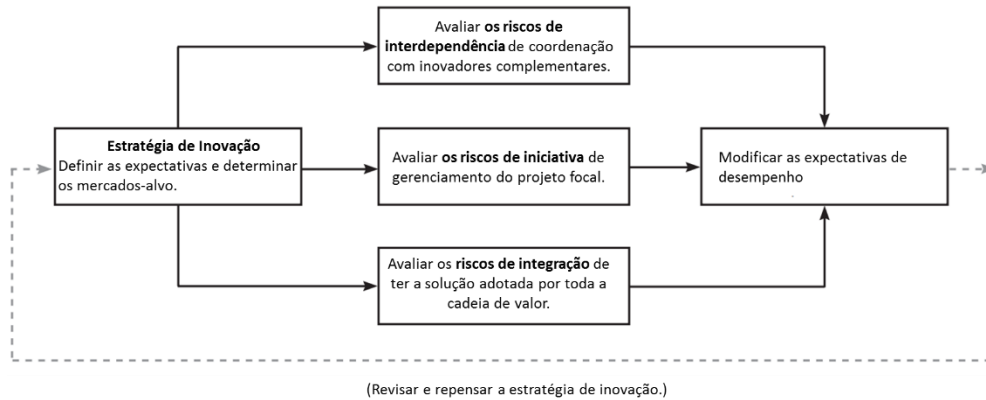 Avaliar os riscos de
interdependência de coordenação
com inovadores complementares.
Estratégia de Inovação
Definir as expectativas e determinar
os mercados-alvo.
Avaliar os riscos de iniciativa de
gerenciamento do projeto focal.
Modificar as expectativas de
desempenho
Avaliar os riscos de integração de
ter a solução adotada por toda a
cadeia de valor.
(Revisar e repensar a estratégia de inovação.)